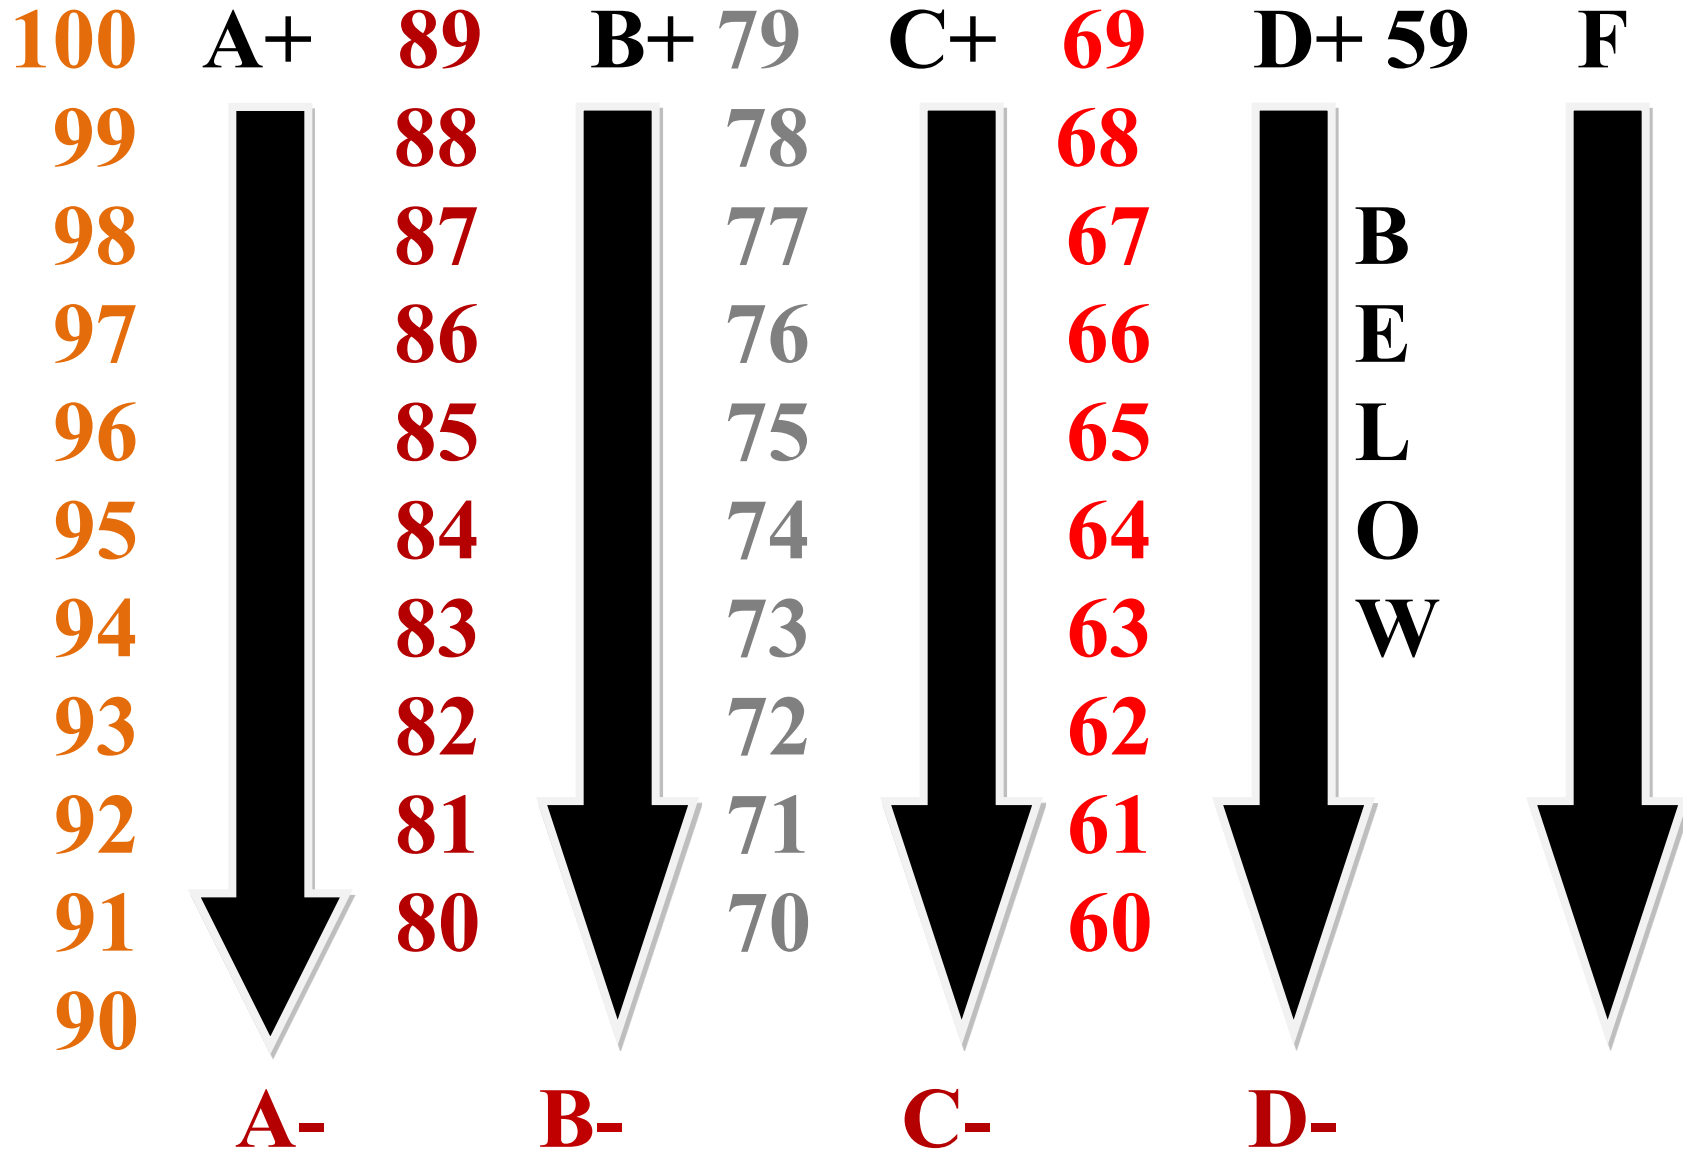 100 A+ 89 B+ 79 C+ 69 D+ 59 F
99 88 78 68
98 87 77 67 B
97 86 76 66 E
96 85 75 65 L
95 84 74 64 O
94 83 73 63 W
93 82 72 62
92 81 71 61
91 80 70 60
90
A- B- C- D-